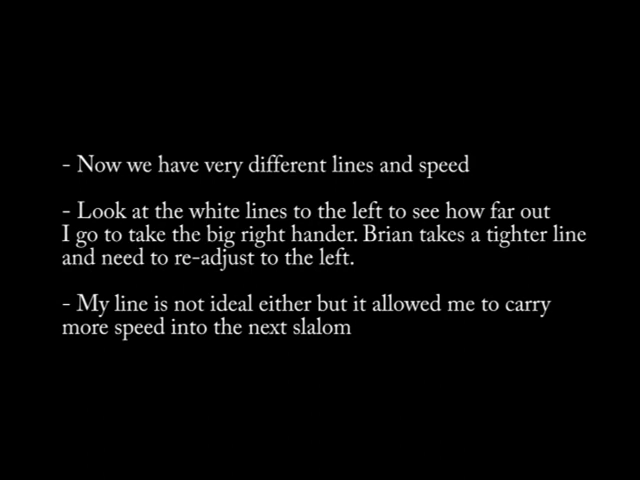 - Now we have very different lines and speed
- Look at the white lines to the left to see how far out
I go to take the big right hander. Brian takes a tighter line
and need to re-adjust to the left.
- My line is not ideal either but it allowed me to carry
more speed into the next slalom